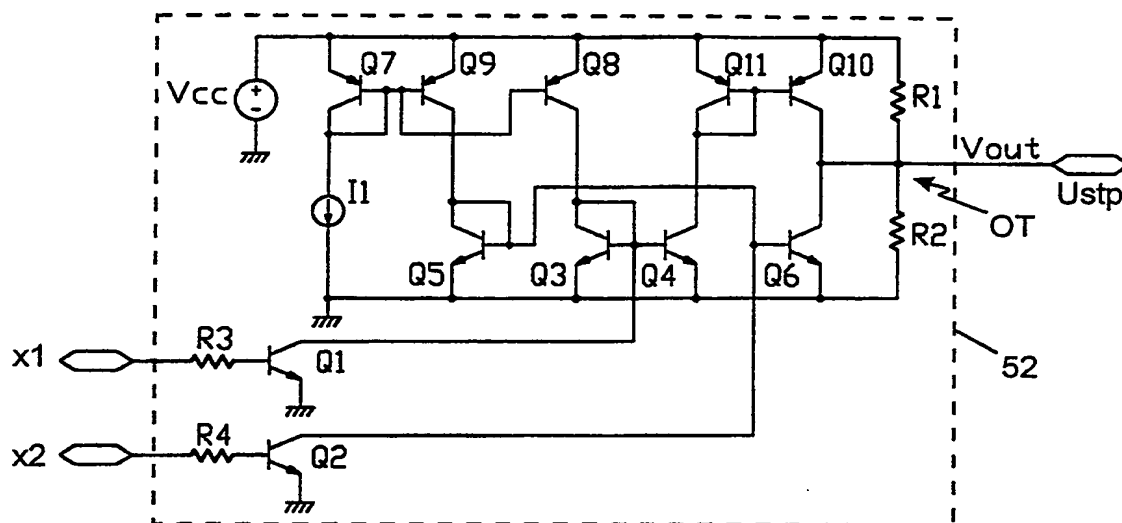 Q7 Q9 Q8 Q11 Q10
Vcc
+
-
R1
Vout
Ustp
I1
OT
R2
Q5 Q3 Q4 Q6
x1
R3
Q1
52
x2
R4
Q2